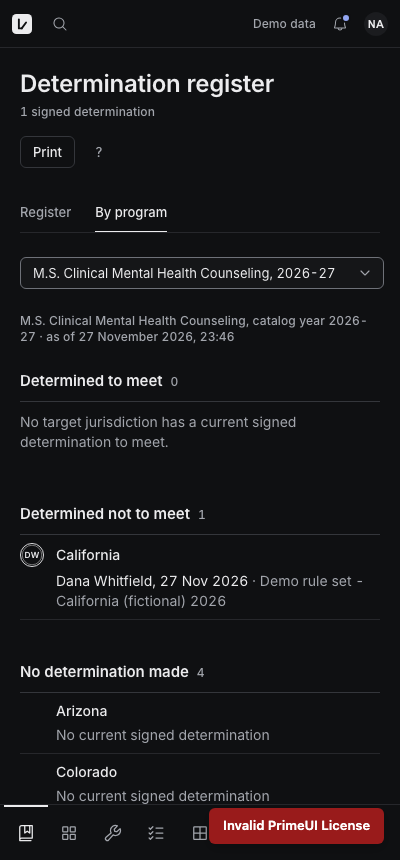 Demo data
NA
Determination register
1 signed determination
Print
?
Register
By program
M.S. Clinical Mental Health Counseling, 2026-27
M.S. Clinical Mental Health Counseling, catalog year 2026-
27 · as of 27 November 2026, 23:46
Determined to meet 0
No target jurisdiction has a current signed
determination to meet.
Determined not to meet 1
DW
California
Dana Whitfield, 27 Nov 2026 · Demo rule set -
California (fictional) 2026
No determination made 4
Arizona
No current signed determination
Colorado
No current signed determination
Invalid PrimeUI License